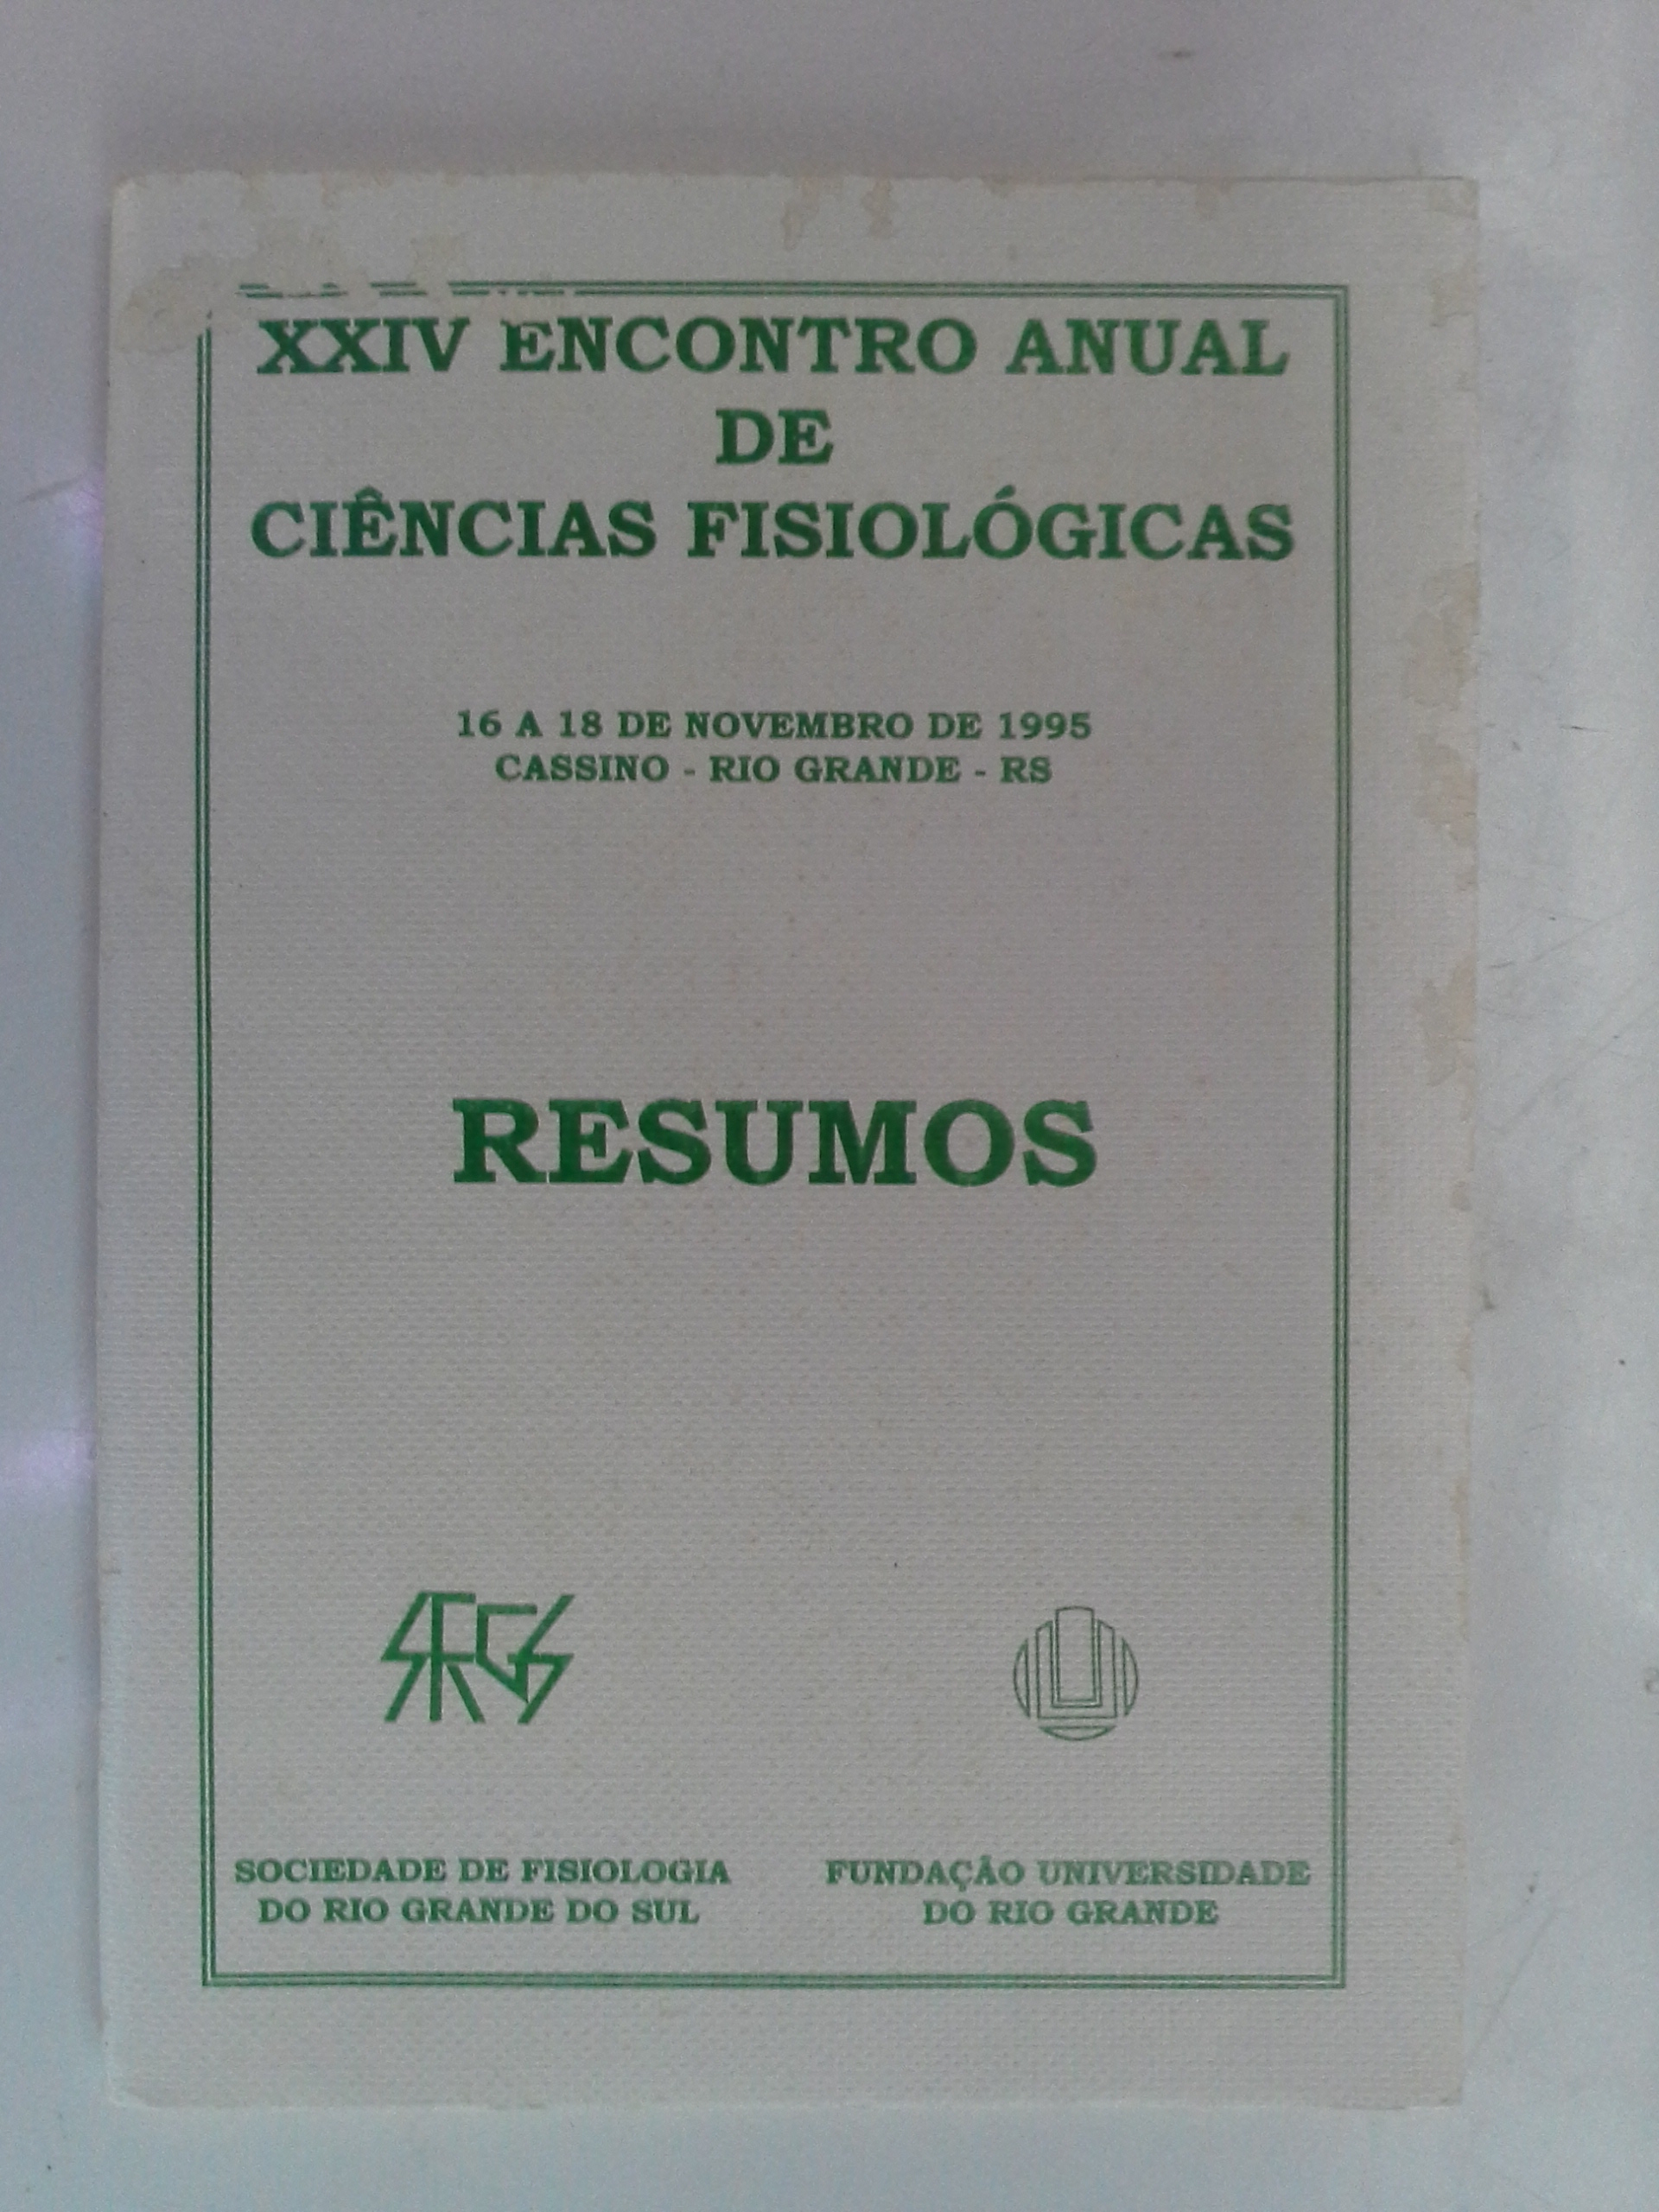 XXIV ENCONTRO ANUAL
DE
CIÊNCIAS FISIOLÓGICAS
16 A 18 DE NOVEMBRO DE 1995
CASSINO - RIO GRANDE - RS
RESUMOS
SFRGS
SOCIEDADE DE FISIOLOGIA
DO RIO GRANDE DO SUL
FUNDAÇÃO UNIVERSIDADE
DO RIO GRANDE